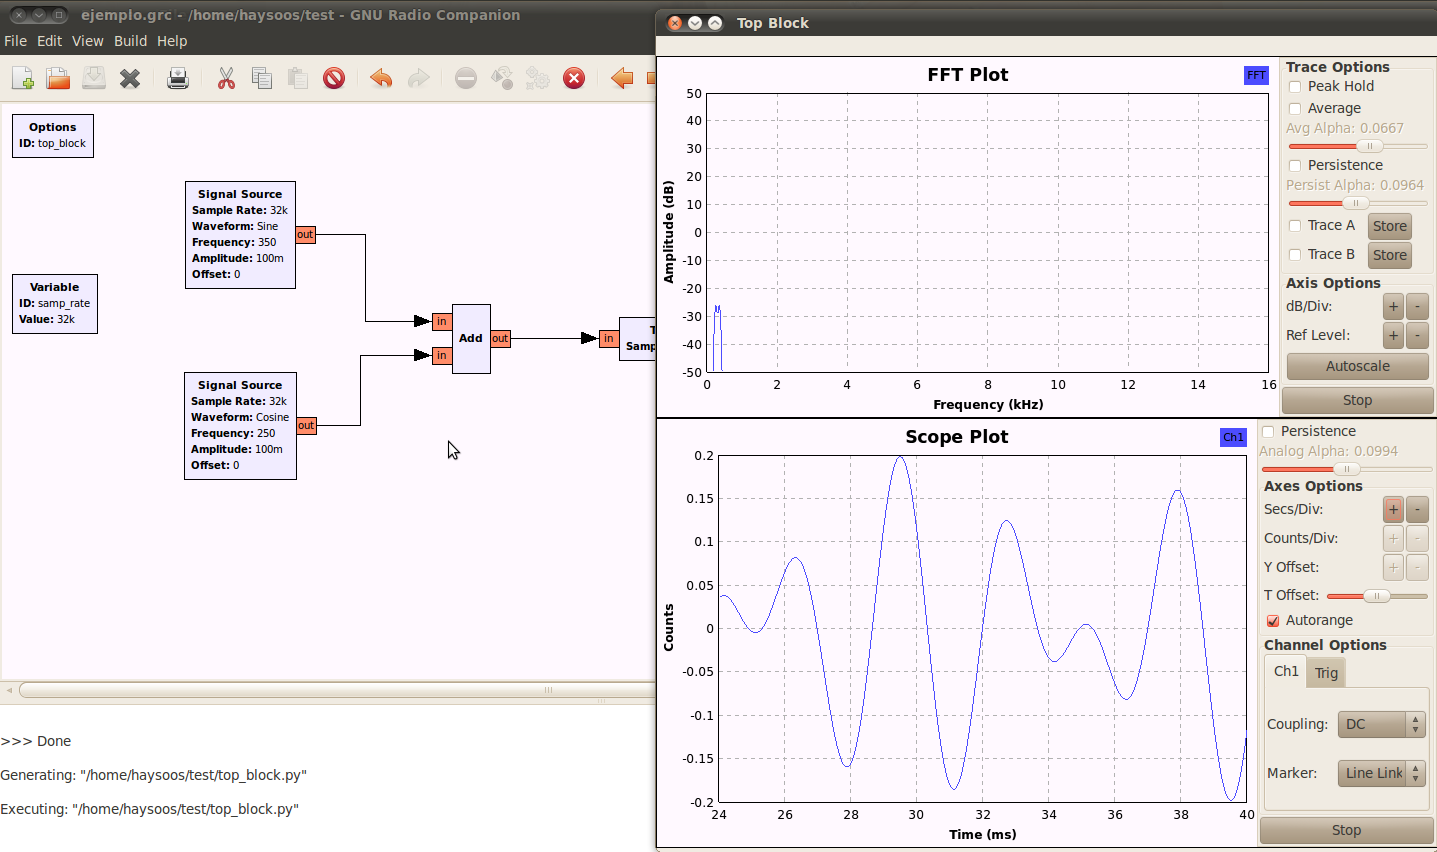 ejemplo.grc - /home/haysoos/test - GNU Radio Companion
File Edit View Build Help
Options
ID: top_block
Signal Source
Sample Rate: 32k
Waveform: Sine
Frequency: 350
Amplitude: 100m
Offset: 0
out
Variable
ID: samp_rate
Value: 32k
in
in
Add
out
in
T
Samp
Signal Source
Sample Rate: 32k
Waveform: Cosine
Frequency: 250
Amplitude: 100m
Offset: 0
out
>>> Done
Generating: "/home/haysoos/test/top_block.py"
Executing: "/home/haysoos/test/top_block.py"
Top Block
FFT Plot
FFT
Amplitude (dB)
50
40
30
20
10
0
-10
-20
-30
-40
-50
0 2 4 6 8 10 12 14 16
Frequency (kHz)
Trace Options
Peak Hold
Average
Avg Alpha: 0.0667
Persistence
Persist Alpha: 0.0964
Trace A Store
Trace B Store
Axis Options
dB/Div: + -
Ref Level: + -
Autoscale
Stop
Scope Plot
Ch1
Counts
0.2
0.15
0.1
0.05
0
-0.05
-0.1
-0.15
-0.2
24 26 28 30 32 34 36 38 40
Time (ms)
Persistence
Analog Alpha: 0.0994
Axes Options
Secs/Div: + -
Counts/Div: + -
Y Offset: + -
T Offset:
Autorange
Channel Options
Ch1 Trig
Coupling: DC
Marker: Line Link
Stop